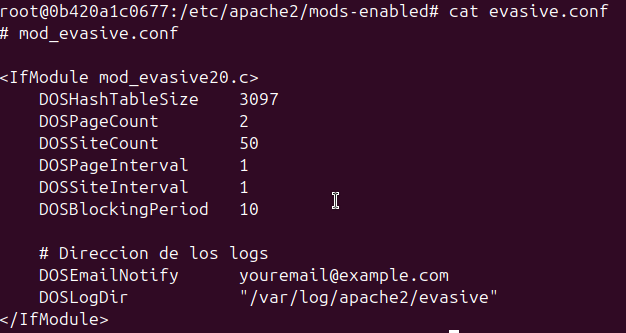 root@0b420a1c0677:/etc/apache2/mods-enabled# cat evasive.conf
# mod_evasive.conf
<IfModule mod_evasive20.c>
DOSHashTableSize    3097
DOSPageCount        2
DOSSiteCount        50
DOSPageInterval     1
DOSSiteInterval     1
DOSBlockingPeriod   10
# Direccion de los logs
DOSEmailNotify      youremail@example.com
DOSLogDir           "/var/log/apache2/evasive"
</IfModule>